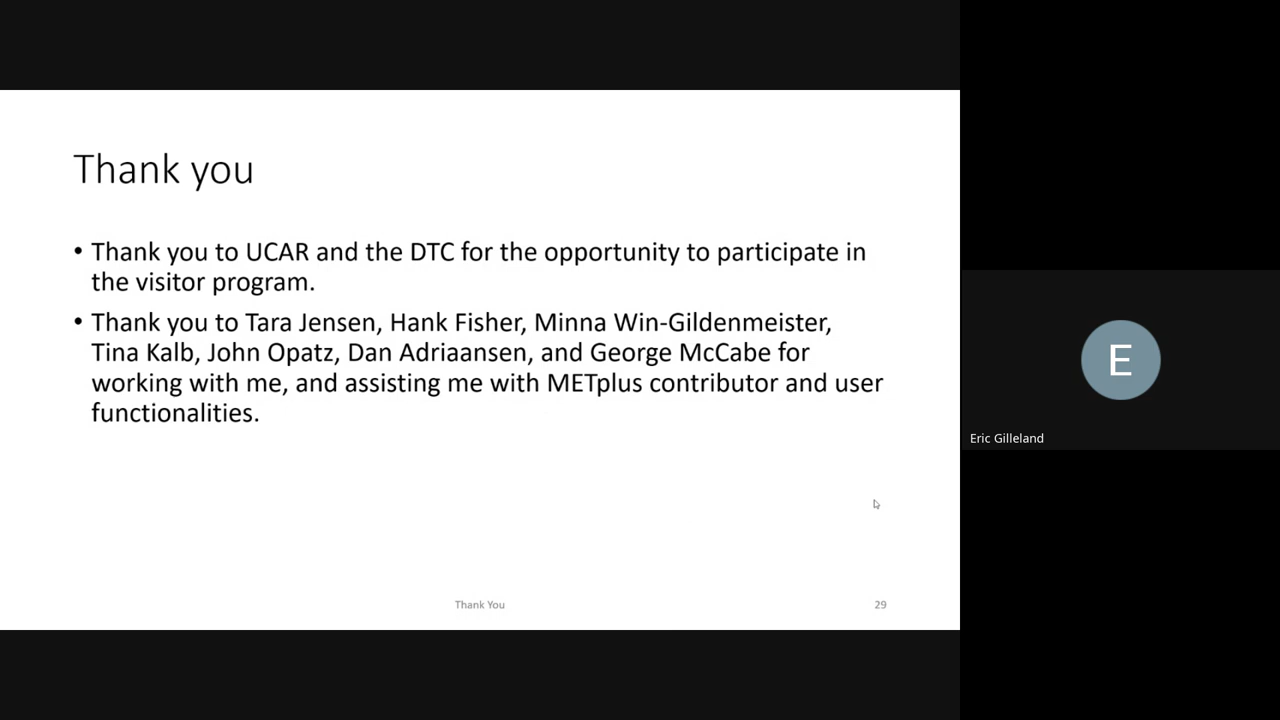 Thank you
• Thank you to UCAR and the DTC for the opportunity to participate in
the visitor program.
• Thank you to Tara Jensen, Hank Fisher, Minna Win-Gildenmeister,
Tina Kalb, John Opatz, Dan Adriaansen, and George McCabe for
working with me, and assisting me with METplus contributor and user
functionalities.
Thank You
29
E
Eric Gilleland